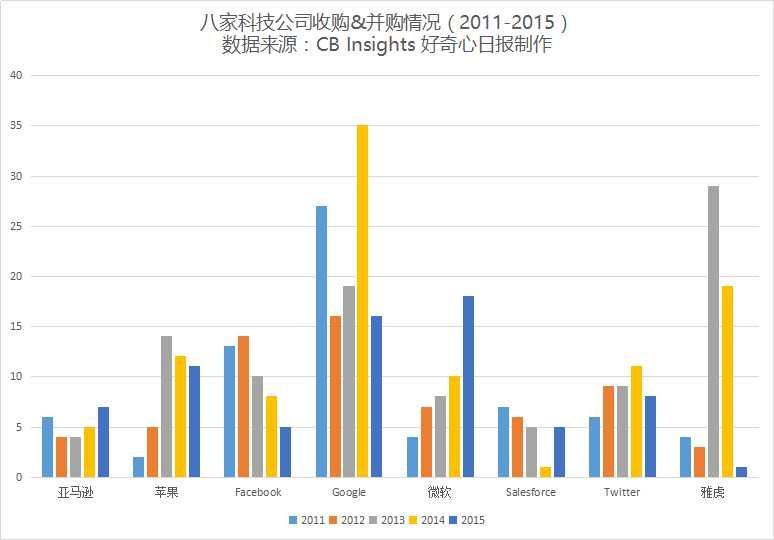 八家科技公司收购&并购情况（2011-2015）
数据来源：CB Insights 好奇心日报制作
40
35
30
25
20
15
10
5
0
亚马逊 苹果 Facebook Google 微软 Salesforce Twitter 雅虎
2011 2012 2013 2014 2015